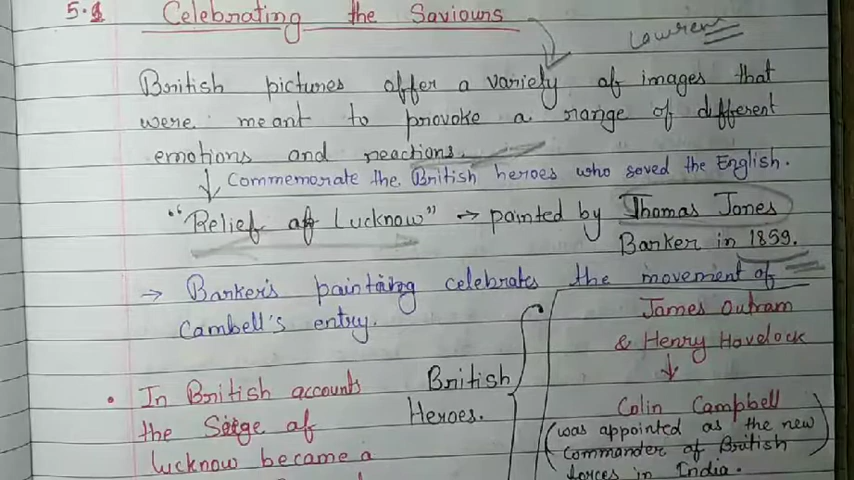 5.1 Celebrating the Saviours
Lawren
British pictures offer a variety of images that
were meant to provoke a range of different
emotions and reactions.
↓ Commemorate the British heroes who saved the English.
"Relief of Lucknow" → painted by Thomas Jones
Barker in 1859.
→ Barker's painting celebrates the movement of
Cambell's entry.
James Outram
& Henry Havelock
↓
Colin Campbell
(was appointed as the new
commander of British
forces in India.)
British
Heroes.
• In British accounts
the Seige of
lucknow became a